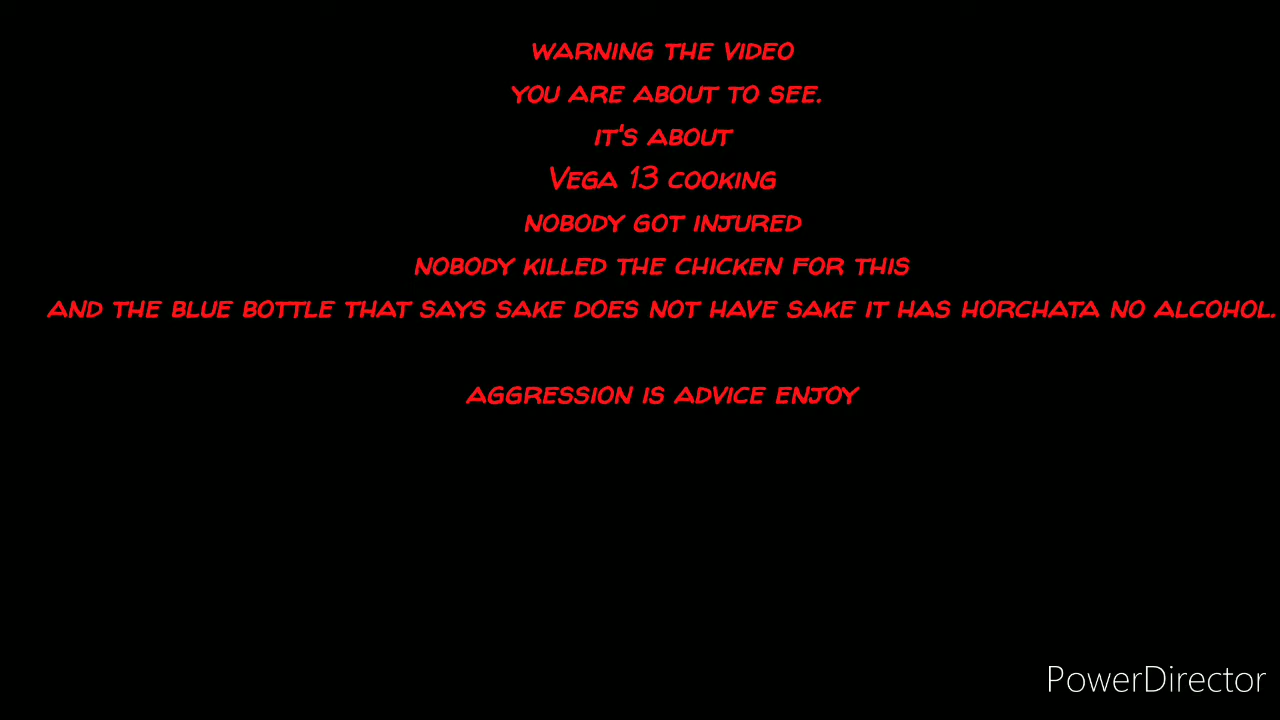 WARNING THE VIDEO
YOU ARE ABOUT TO SEE.
IT'S ABOUT
VEGA 13 COOKING
NOBODY GOT INJURED
NOBODY KILLED THE CHICKEN FOR THIS
AND THE BLUE BOTTLE THAT SAYS SAKE DOES NOT HAVE SAKE IT HAS HORCHATA NO ALCOHOL.
AGGRESSION IS ADVICE ENJOY
PowerDirector